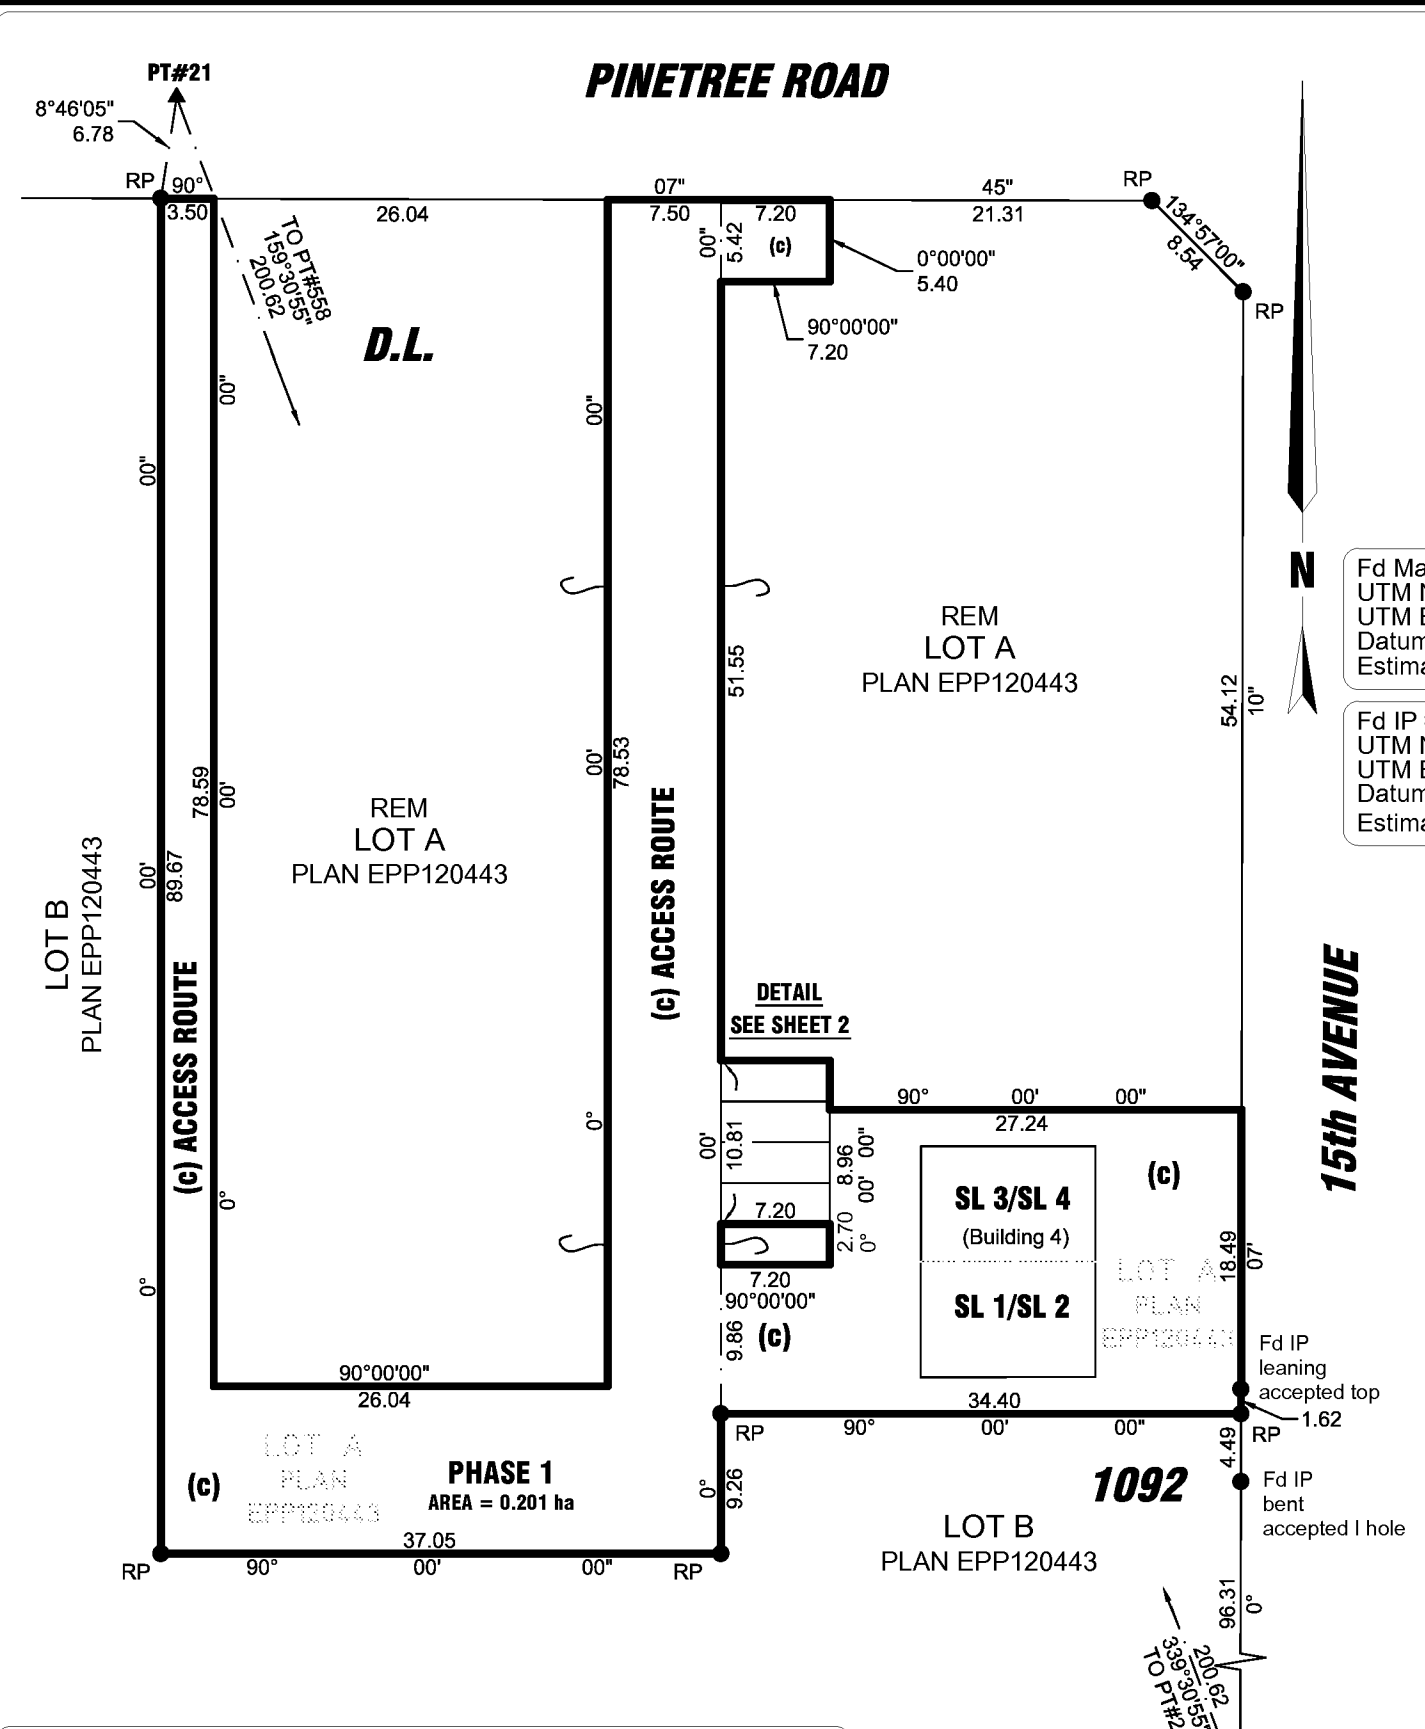 PINETREE ROAD
PT#21
8°46'05"
6.78
RP
90°
07"
45"
RP
3.50
26.04
7.50
7.20
21.31
134°57'00"
8.54
RP
00"
5.42
(c)
0°00'00"
5.40
90°00'00"
7.20
TO PT#558
159°30'55"
200.62
D.L.
00"
00"
00"
N
Fd Ma
UTM N
UTM E
Datum
Estima
Fd IP
UTM N
UTM E
Datum
Estima
REM
LOT A
PLAN EPP120443
51.55
54.12
10"
00'
78.53
78.59
00'
REM
LOT A
PLAN EPP120443
00'
89.67
LOT B
PLAN EPP120443
(c) ACCESS ROUTE
(c) ACCESS ROUTE
15th AVENUE
DETAIL
SEE SHEET 2
90°
00'
00"
27.24
0°
0°
0°
00'
10.81
8.96
00' 00"
7.20
2.70
0°
7.20
90°00'00"
9.86
(c)
SL 3/SL 4
(Building 4)
SL 1/SL 2
(c)
LOT A
PLAN
EPP120443
18.49
07'
Fd IP
leaning
accepted top
1.62
90°00'00"
26.04
34.40
RP
90°
00'
00"
RP
4.49
LOT A
PLAN
EPP120443
(c)
PHASE 1
AREA = 0.201 ha
0°
9.26
1092
Fd IP
bent
accepted I hole
LOT B
PLAN EPP120443
37.05
RP
90°
00'
00"
RP
96.31
0°
200.62
339°30'55"
TO PT#2